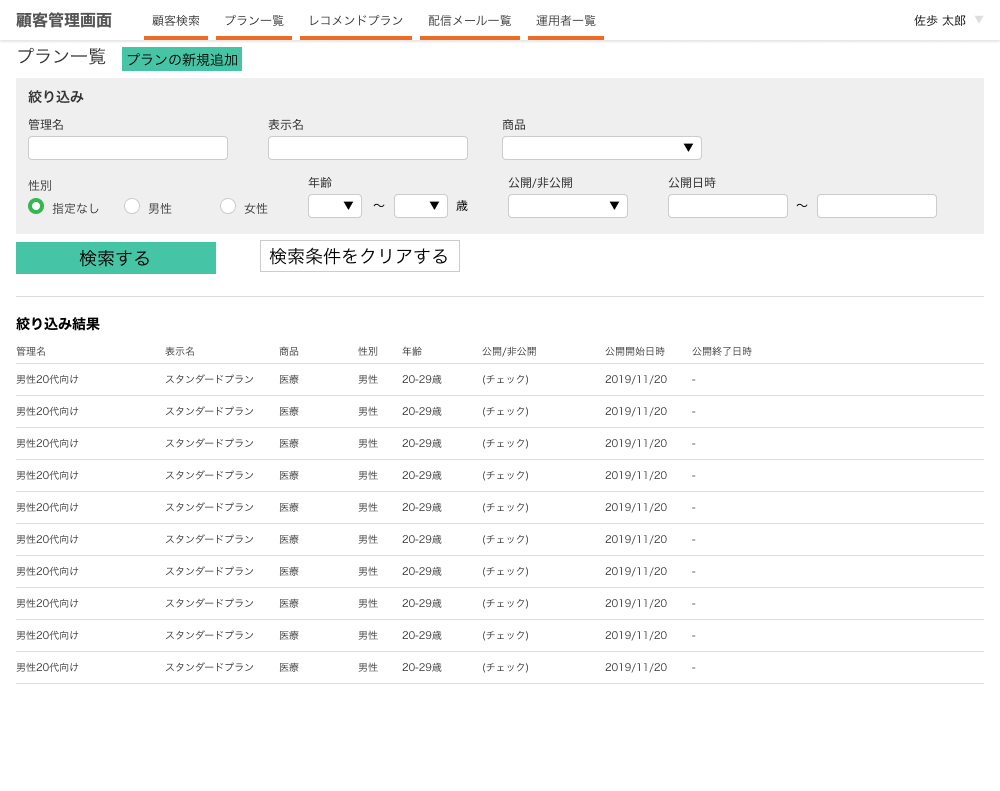 顧客管理画面 顧客検索 プラン一覧 レコメンドプラン 配信メール一覧 運用者一覧 佐歩 太郎 ▼
プラン一覧 プランの新規追加
絞り込み
管理名 表示名 商品
▼
性別 年齢 公開/非公開 公開日時
指定なし 男性 女性 ▼ 〜 ▼ 歳 ▼ 〜
検索する 検索条件をクリアする
絞り込み結果
管理名 表示名 商品 性別 年齢 公開/非公開 公開開始日時 公開終了日時
男性20代向け スタンダードプラン 医療 男性 20-29歳 (チェック) 2019/11/20 -
男性20代向け スタンダードプラン 医療 男性 20-29歳 (チェック) 2019/11/20 -
男性20代向け スタンダードプラン 医療 男性 20-29歳 (チェック) 2019/11/20 -
男性20代向け スタンダードプラン 医療 男性 20-29歳 (チェック) 2019/11/20 -
男性20代向け スタンダードプラン 医療 男性 20-29歳 (チェック) 2019/11/20 -
男性20代向け スタンダードプラン 医療 男性 20-29歳 (チェック) 2019/11/20 -
男性20代向け スタンダードプラン 医療 男性 20-29歳 (チェック) 2019/11/20 -
男性20代向け スタンダードプラン 医療 男性 20-29歳 (チェック) 2019/11/20 -
男性20代向け スタンダードプラン 医療 男性 20-29歳 (チェック) 2019/11/20 -
男性20代向け スタンダードプラン 医療 男性 20-29歳 (チェック) 2019/11/20 -